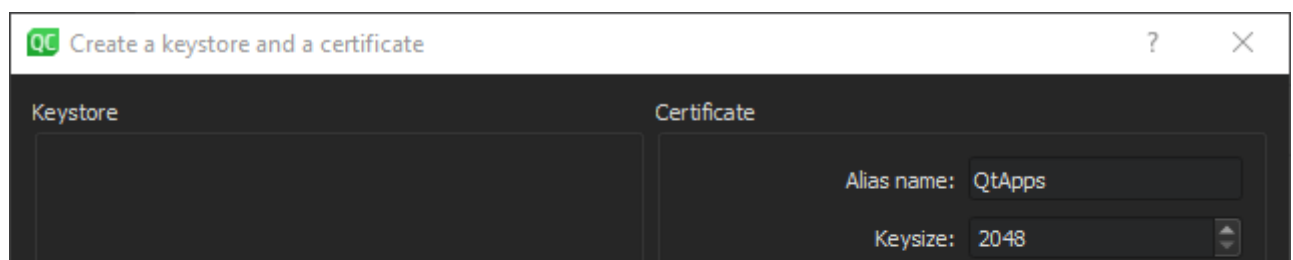 QC Create a keystore and a certificate ?
Keystore
Certificate
Alias name: QtApps
Keysize: 2048